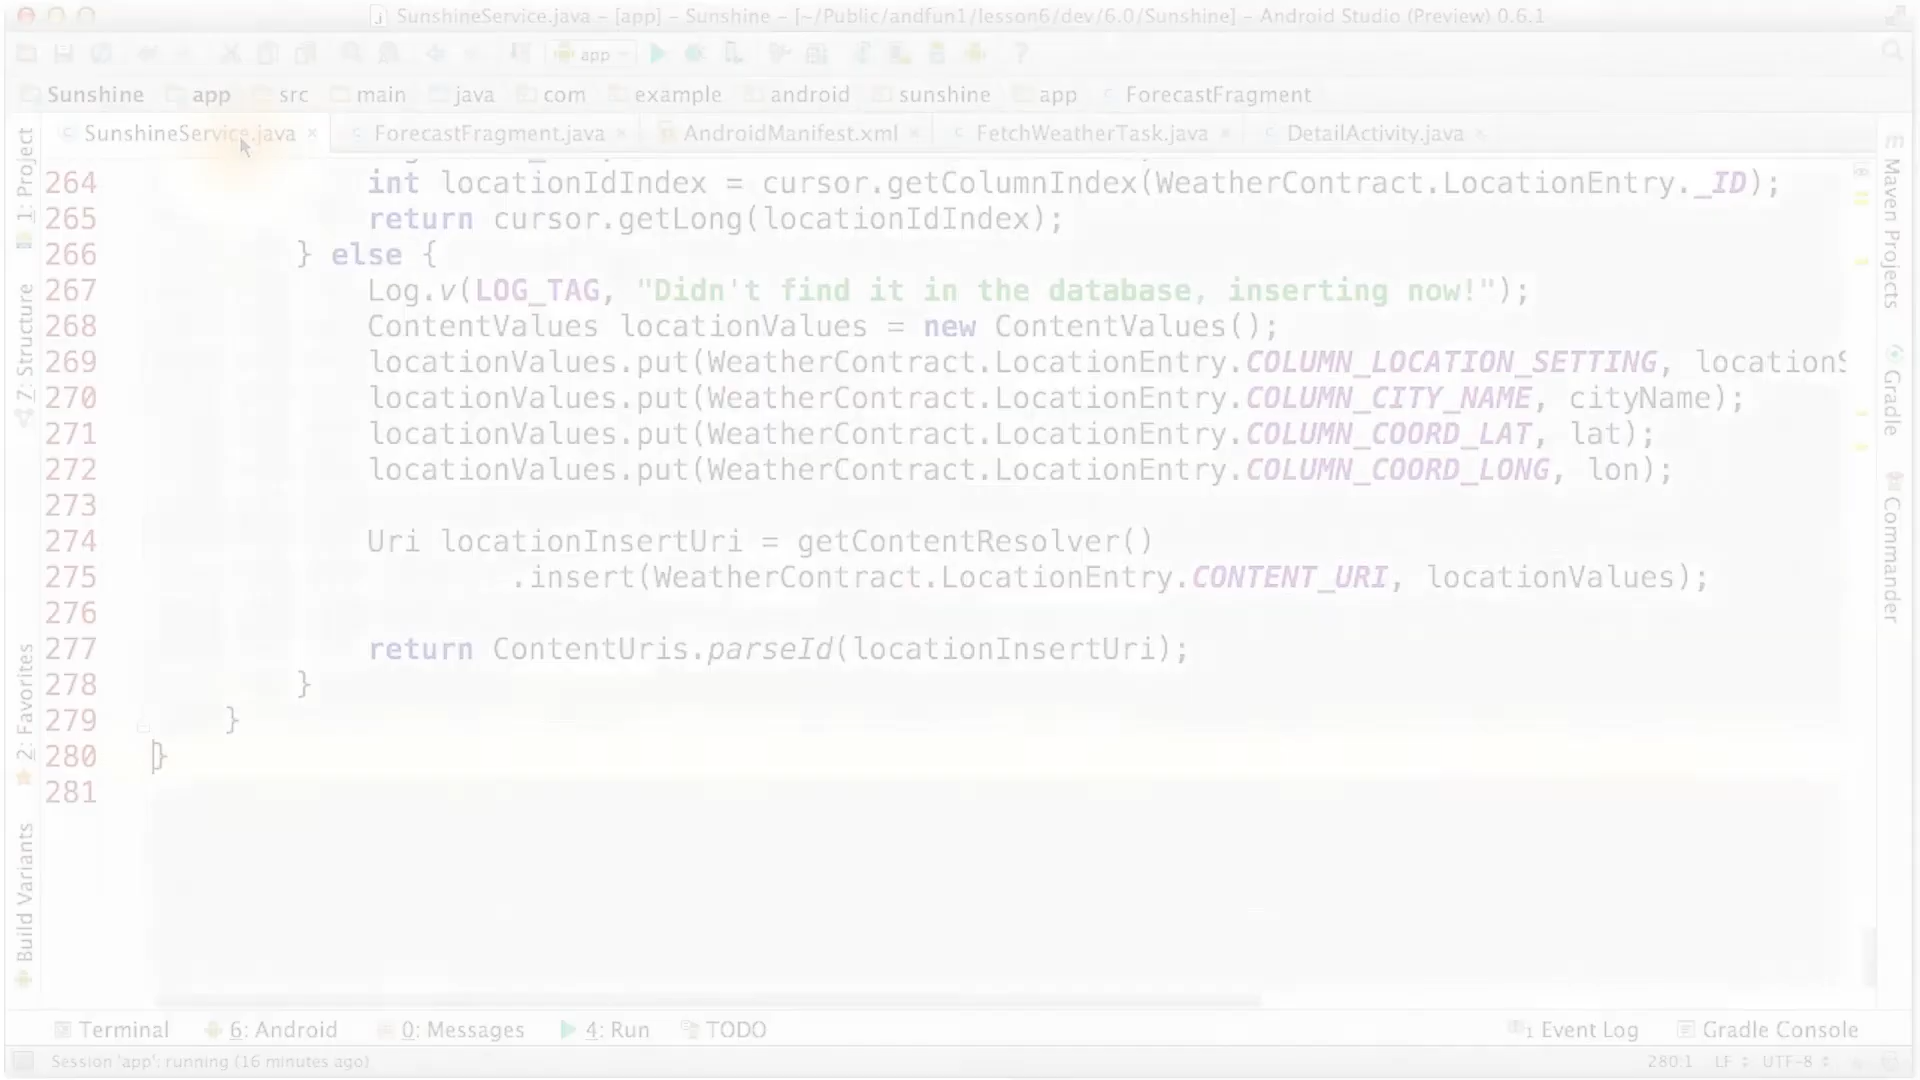 SunshineService.java – [app] – Sunshine – [~/Public/andfun1/lesson6/dev/6.0/Sunshine] – Android Studio (Preview) 0.6.1
app
Sunshine app src main java com example android sunshine app ForecastFragment
SunshineService.java ForecastFragment.java AndroidManifest.xml FetchWeatherTask.java DetailActivity.java
264 int locationIdIndex = cursor.getColumnIndex(WeatherContract.LocationEntry._ID);
265 return cursor.getLong(locationIdIndex);
266 } else {
267 Log.v(LOG_TAG, "Didn't find it in the database, inserting now!");
268 ContentValues locationValues = new ContentValues();
269 locationValues.put(WeatherContract.LocationEntry.COLUMN_LOCATION_SETTING, locationS
270 locationValues.put(WeatherContract.LocationEntry.COLUMN_CITY_NAME, cityName);
271 locationValues.put(WeatherContract.LocationEntry.COLUMN_COORD_LAT, lat);
272 locationValues.put(WeatherContract.LocationEntry.COLUMN_COORD_LONG, lon);
273
274 Uri locationInsertUri = getContentResolver()
275 .insert(WeatherContract.LocationEntry.CONTENT_URI, locationValues);
276
277 return ContentUris.parseId(locationInsertUri);
278 }
279 }
280 }
281
1: Project
7: Structure
2: Favorites
Build Variants
Maven Projects
Gradle
Commander
Terminal 6: Android 0: Messages 4: Run TODO 1 Event Log Gradle Console
Session 'app': running (16 minutes ago) 280:1 LF UTF-8